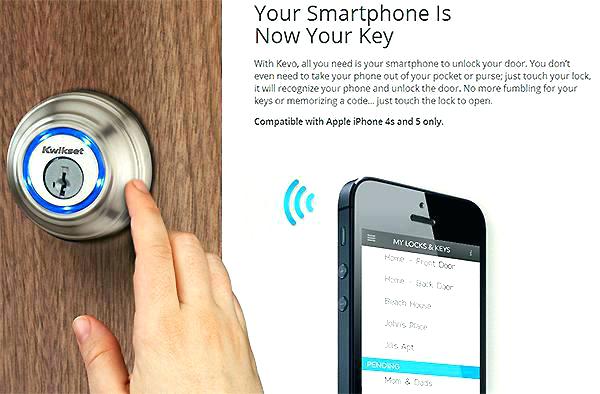 Your Smartphone Is
Now Your Key
With Kevo, all you need is your smartphone to unlock your door. You don't
even need to take your phone out of your pocket or purse; just touch your lock,
it will recognize your phone and unlock the door. No more fumbling for your
keys or memorizing a code... just touch the lock to open.
Compatible with Apple iPhone 4s and 5 only.
Kwikset
MY LOCKS & KEYS
Home - Front Door
Home - Back Door
Beach House
John's Place
Jill's Apt
PENDING
Mom & Dad's